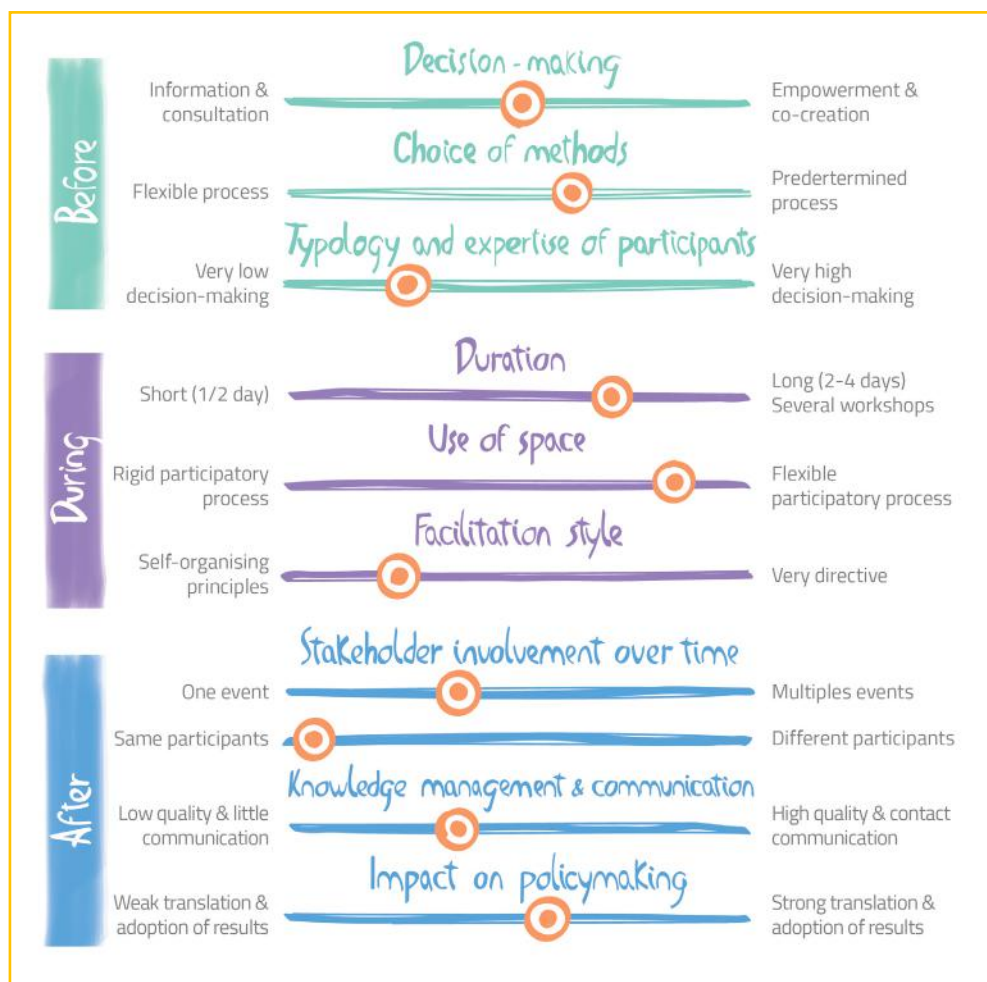 Before
Decision-making
Information &
consultation
Empowerment &
co-creation
Choice of methods
Flexible process
Predertermined
process
Typology and expertise of participants
Very low
decision-making
Very high
decision-making
During
Duration
Short (1/2 day)
Long (2-4 days)
Several workshops
Use of space
Rigid participatory
process
Flexible
participatory process
Facilitation style
Self-organising
principles
Very directive
After
Stakeholder involvement over time
One event
Multiples events
Same participants
Different participants
Knowledge management & communication
Low quality & little
communication
High quality & contact
communication
Impact on policymaking
Weak translation &
adoption of results
Strong translation &
adoption of results